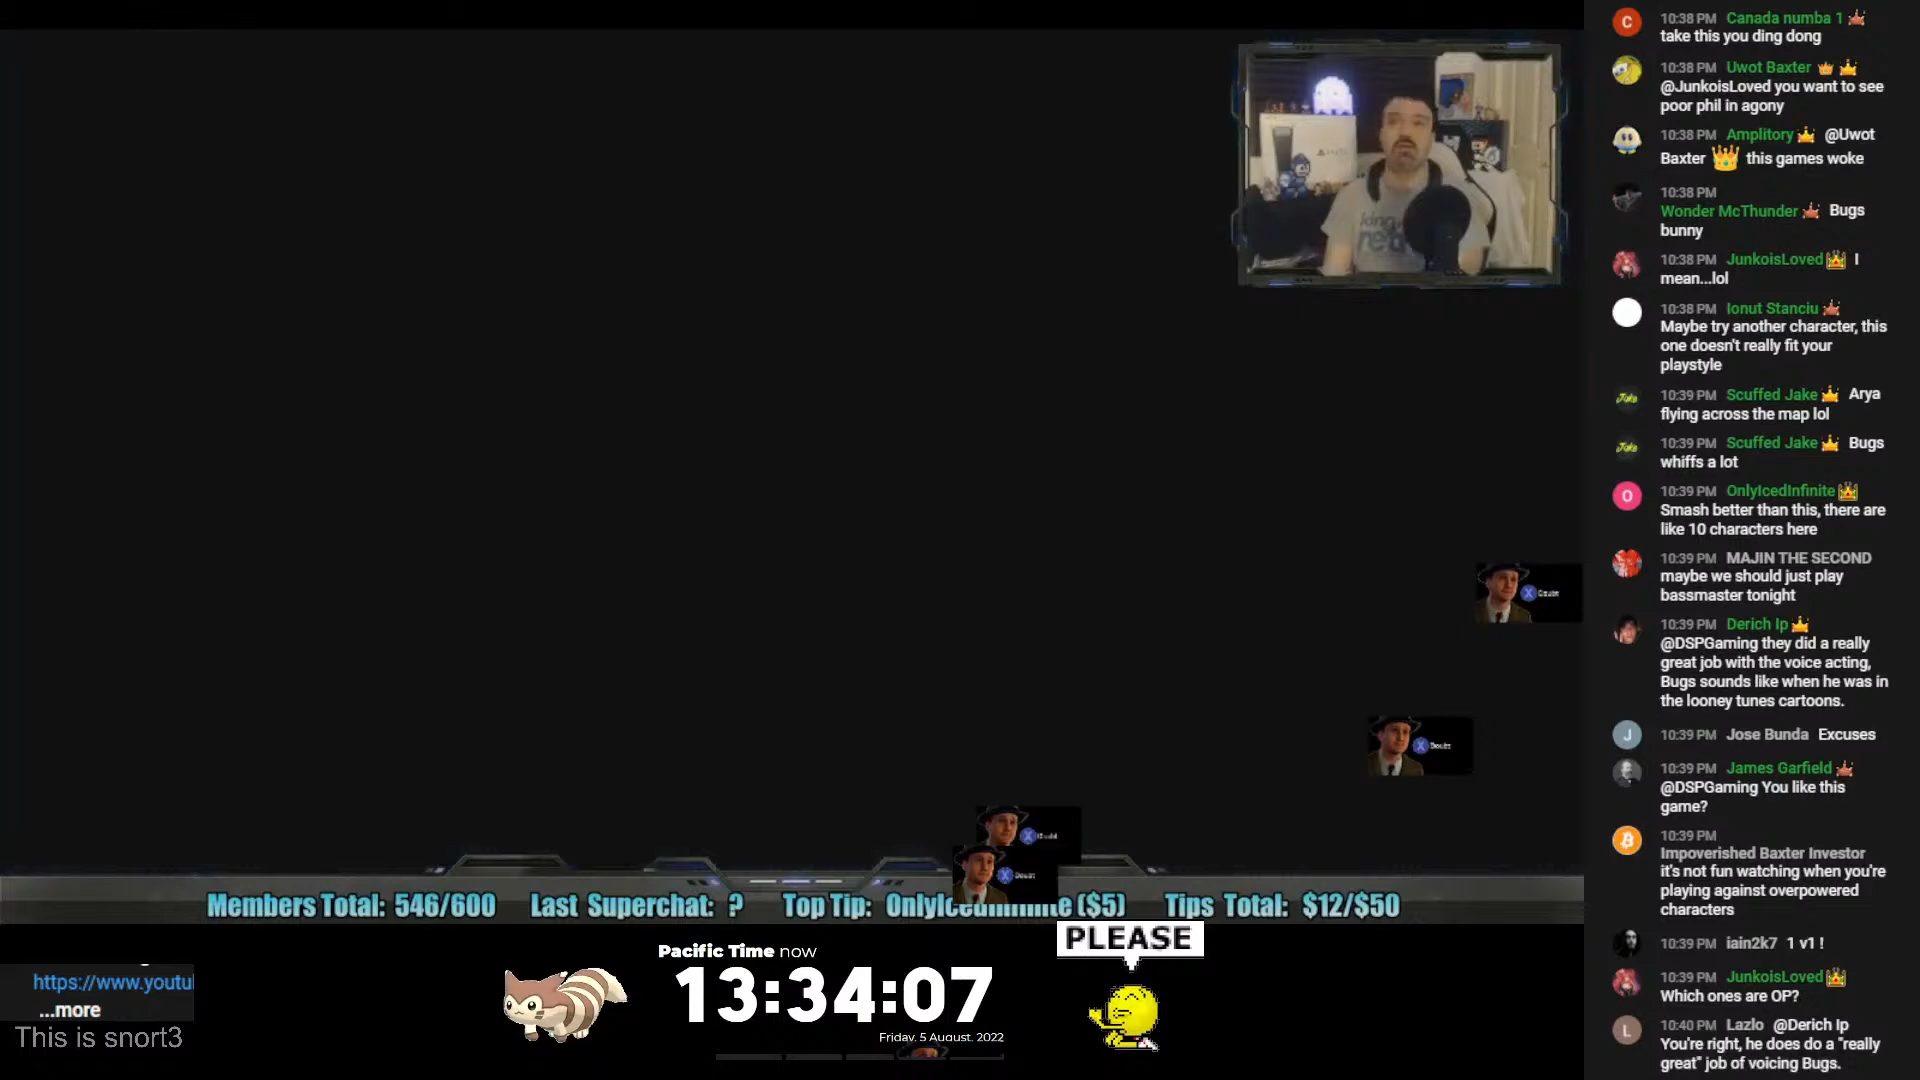 Members Total: 546/600
Last Superchat: ?
Top Tip:
($5)
Tips Total: $12/$50
PLEASE
Pacific Time now
13:34:07
Friday, 5 August, 2022
https://www.youtu
...more
This is snort3
Doubt
Doubt
Doubt
king
10:38 PM Canada numba 1
take this you ding dong
10:38 PM Uwot Baxter
@JunkoisLoved you want to see
poor phil in agony
10:38 PM Amplitory @Uwot
Baxter this games woke
10:38 PM
Wonder McThunder Bugs
bunny
10:38 PM JunkoisLoved I
mean...lol
10:38 PM Ionut Stanciu
Maybe try another character, this
one doesn't really fit your
playstyle
10:39 PM Scuffed Jake Arya
flying across the map lol
10:39 PM Scuffed Jake Bugs
whiffs a lot
10:39 PM OnlyIcedInfinite
Smash better than this, there are
like 10 characters here
10:39 PM MAJIN THE SECOND
maybe we should just play
bassmaster tonight
10:39 PM Derich Ip
@DSPGaming they did a really
great job with the voice acting,
Bugs sounds like when he was in
the looney tunes cartoons.
10:39 PM Jose Bunda Excuses
10:39 PM James Garfield
@DSPGaming You like this
game?
10:39 PM
Impoverished Baxter Investor
it's not fun watching when you're
playing against overpowered
characters
10:39 PM iain2k7 1 v1 !
10:39 PM JunkoisLoved
Which ones are OP?
10:40 PM Lazlo @Derich Ip
You're right, he does do a "really
great" job of voicing Bugs.